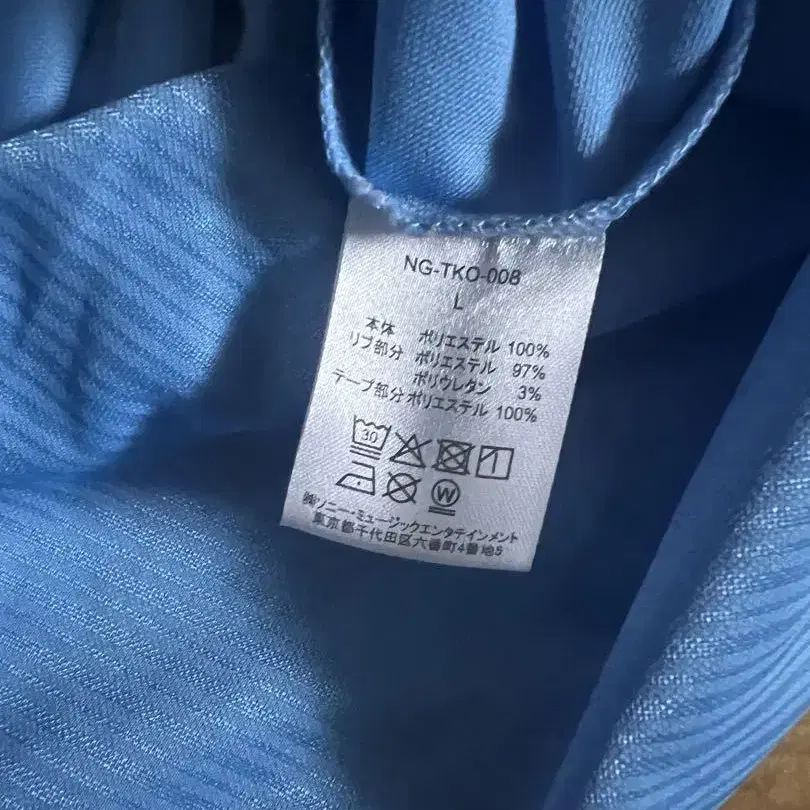 NG-TKO-008
L
本体 ポリエステル 100%
リブ部分 ポリエステル 97%
ポリウレタン 3%
テープ部分 ポリエステル 100%
30
W
㈱ソニー・ミュージックエンタテインメント
東京都千代田区六番町4番地5